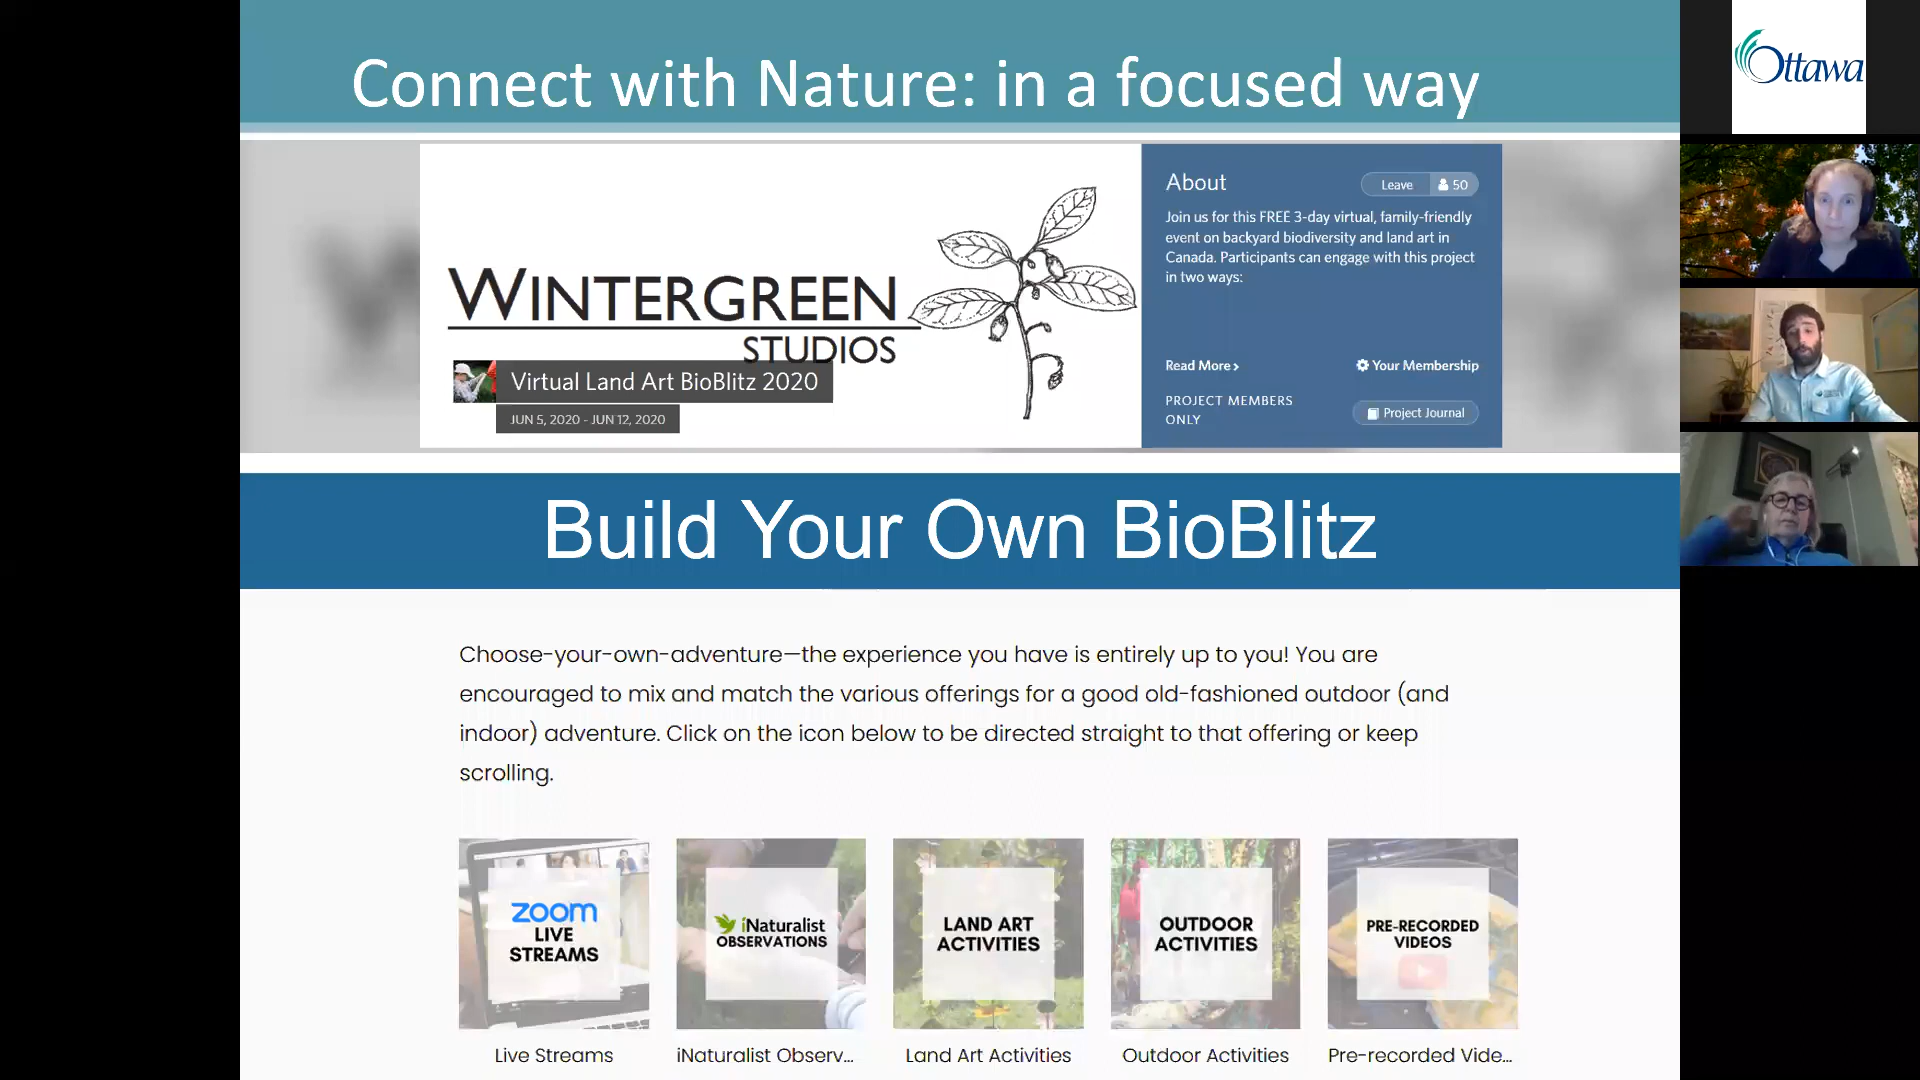 Connect with Nature: in a focused way
Ottawa
WINTERGREEN
STUDIOS
Virtual Land Art BioBlitz 2020
JUN 5, 2020 - JUN 12, 2020
About
Leave
50
Join us for this FREE 3-day virtual, family-friendly
event on backyard biodiversity and land art in
Canada. Participants can engage with this project
in two ways:
Read More ›
Your Membership
PROJECT MEMBERS
ONLY
Project Journal
Build Your Own BioBlitz
Choose-your-own-adventure—the experience you have is entirely up to you! You are
encouraged to mix and match the various offerings for a good old-fashioned outdoor (and
indoor) adventure. Click on the icon below to be directed straight to that offering or keep
scrolling.
zoom
LIVE
STREAMS
iNaturalist
OBSERVATIONS
LAND ART
ACTIVITIES
OUTDOOR
ACTIVITIES
PRE-RECORDED
VIDEOS
Live Streams
iNaturalist Observ...
Land Art Activities
Outdoor Activities
Pre-recorded Vide...